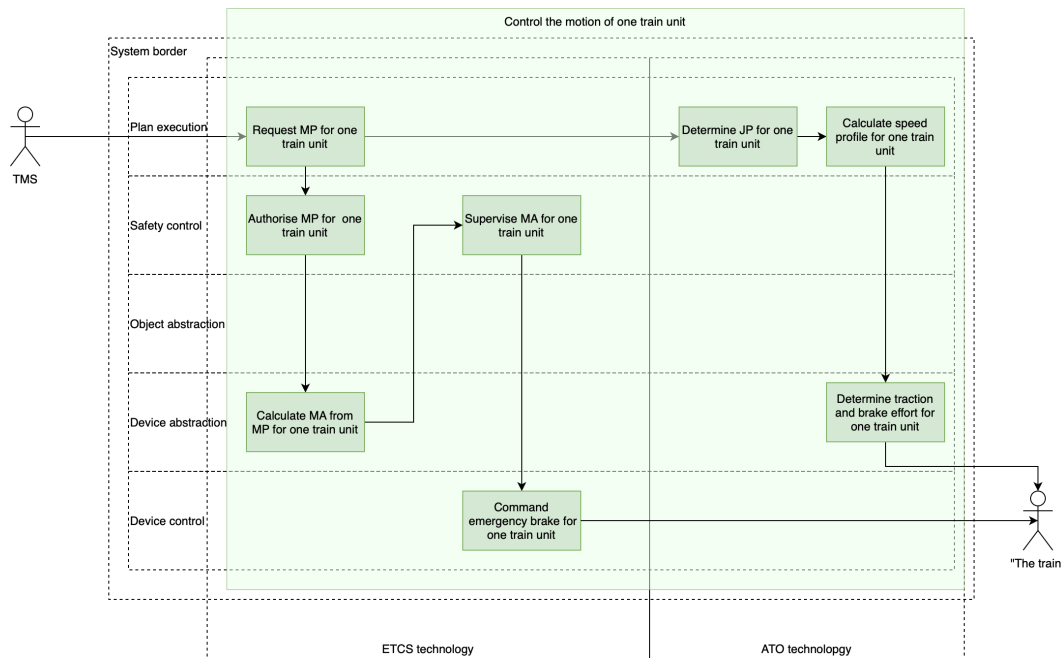 Control the motion of one train unit
System border
Plan execution
Request MP for one
train unit
Determine JP for one
train unit
Calculate speed
profile for one train
unit
TMS
Safety control
Authorise MP for  one
train unit
Supervise MA for one
train unit
Object abstraction
Device abstraction
Calculate MA from
MP for one train unit
Determine traction
and brake effort for
one train unit
Device control
Command
emergency brake for
one train unit
"The train
ETCS technology
ATO technolopgy